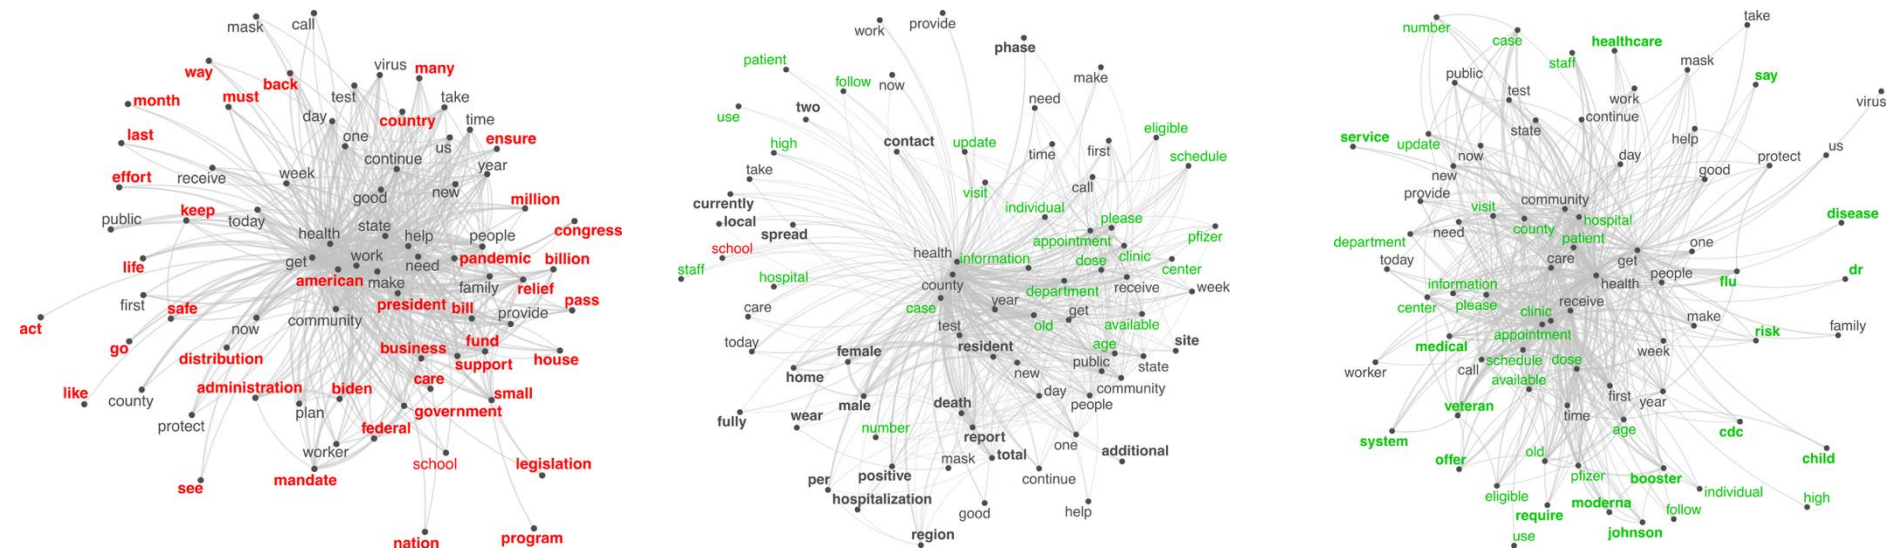 mask
call
way
back
virus
many
month
must
test
take
last
day
country
one
us
time
ensure
effort
receive
week
continue
year
good
new
public
keep
today
state
million
health
help
people
congress
life
get
work
need
pandemic
billion
american
make
family
relief
first
safe
president
bill
provide
pass
act
now
community
go
distribution
business
fund
support
house
like
county
administration
biden
care
small
protect
plan
government
federal
worker
school
legislation
see
mandate
nation
program
work
provide
phase
patient
follow
now
make
use
two
need
high
contact
update
time
first
eligible
schedule
take
currently
visit
call
local
spread
individual
please
school
health
information
appointment
clinic
pfizer
staff
hospital
county
dose
center
department
receive
week
care
case
year
old
get
available
today
test
resident
age
site
female
new
public
state
home
day
community
fully
wear
male
death
people
number
report
one
additional
per
positive
mask
total
continue
hospitalization
good
help
region
number
case
staff
healthcare
take
public
mask
say
test
work
virus
service
update
state
continue
help
us
now
day
protect
new
good
provide
visit
community
disease
need
county
hospital
department
patient
one
today
care
get
people
dr
information
health
flu
center
please
receive
clinic
make
risk
family
medical
appointment
worker
call
schedule
dose
week
available
first
year
veteran
time
system
age
cdc
offer
old
child
pfizer
booster
eligible
individual
high
require
moderna
follow
use
johnson